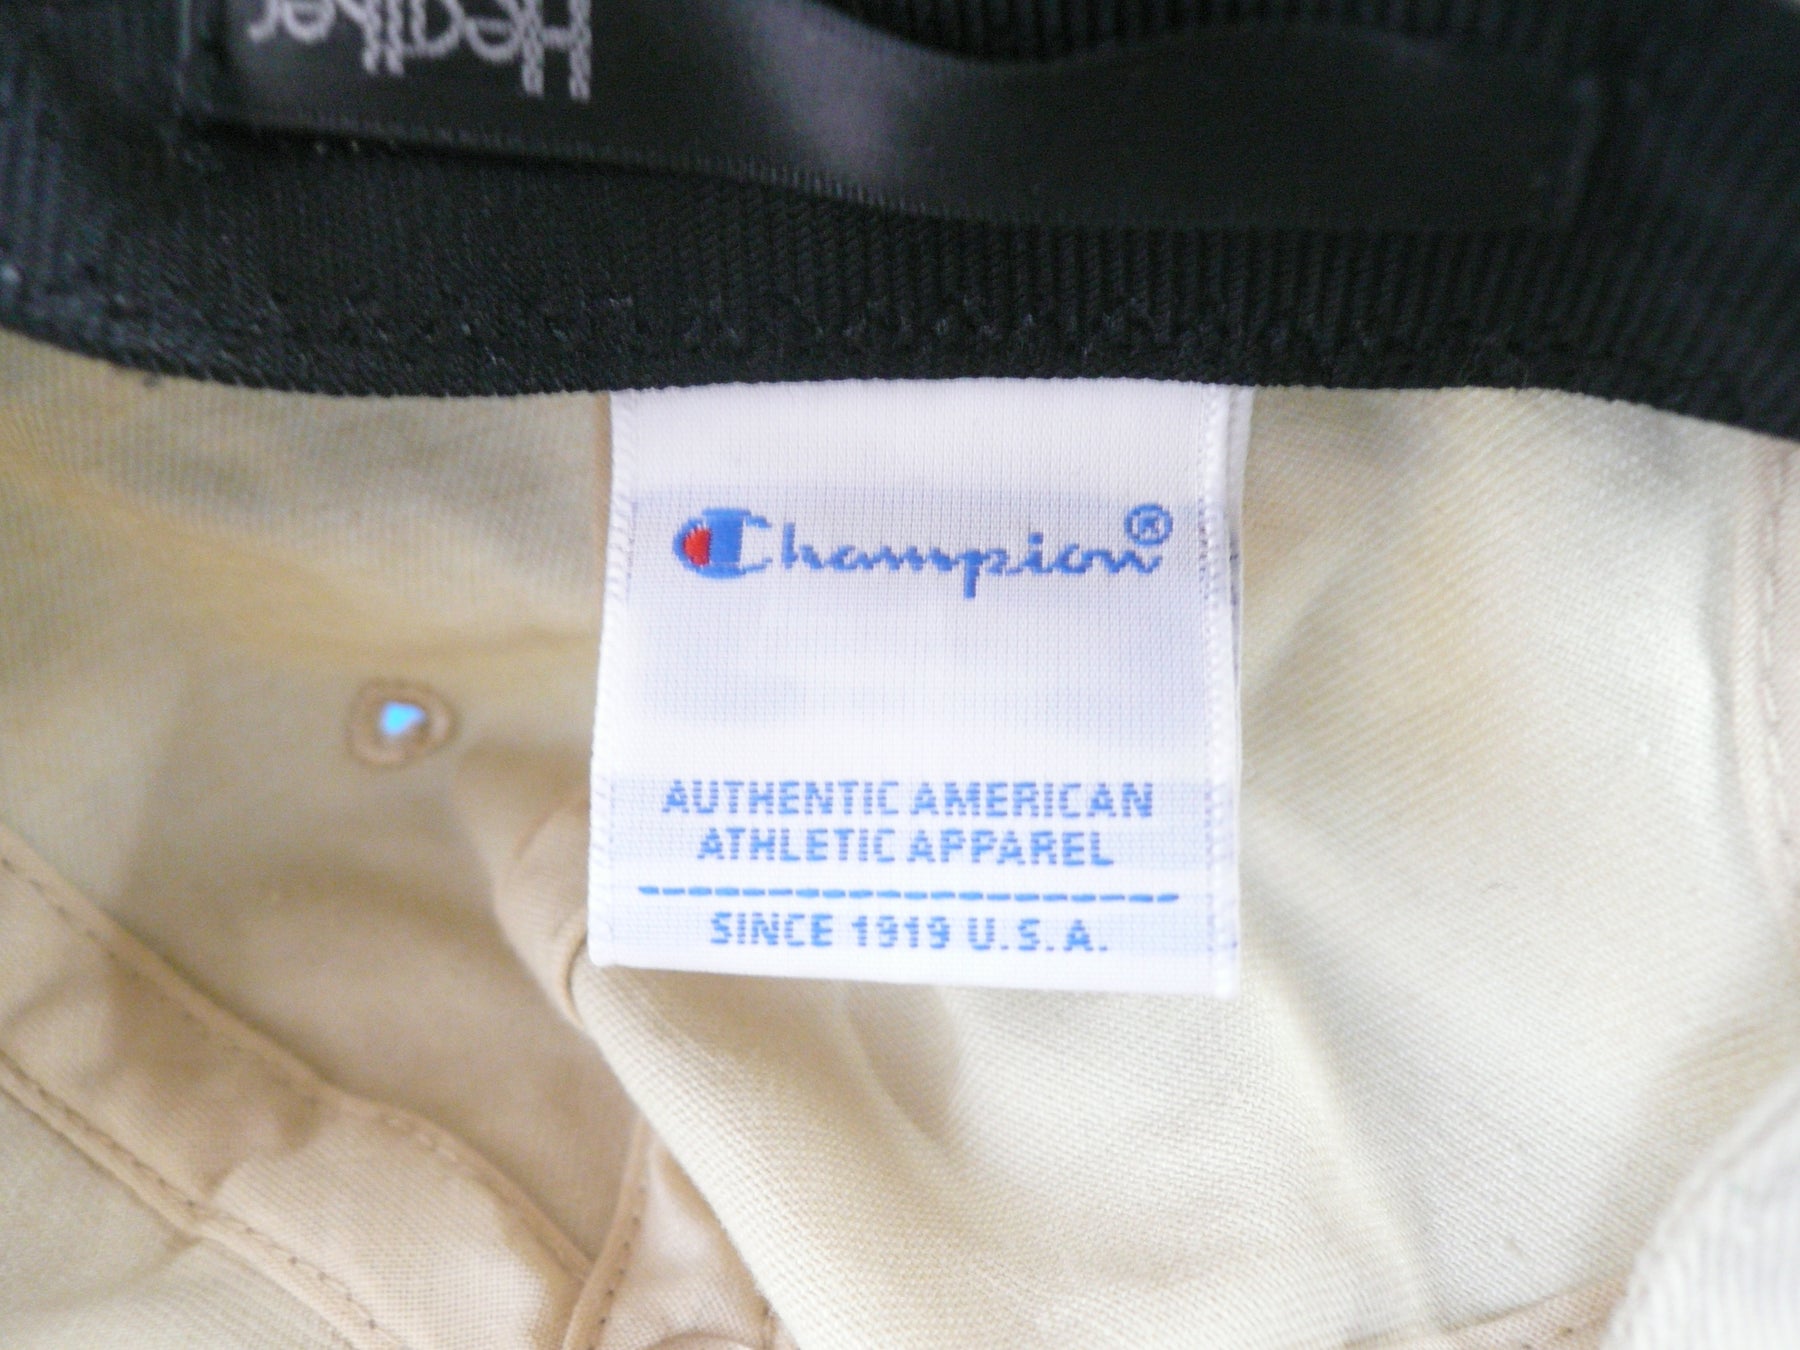 Heather
Champion®
AUTHENTIC AMERICAN
ATHLETIC APPAREL
SINCE 1919 U.S.A.